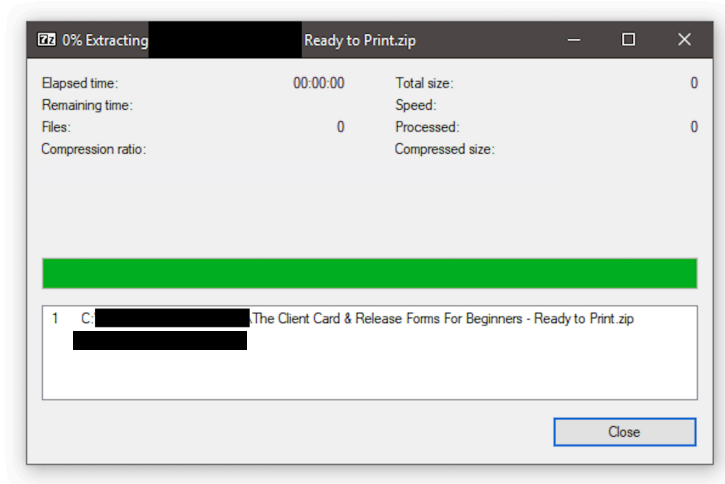 7z 0% Extracting Ready to Print.zip
Elapsed time: 00:00:00 Total size: 0
Remaining time: Speed:
Files: 0 Processed: 0
Compression ratio: Compressed size:
1 C:\ \The Client Card & Release Forms For Beginners - Ready to Print.zip
Close